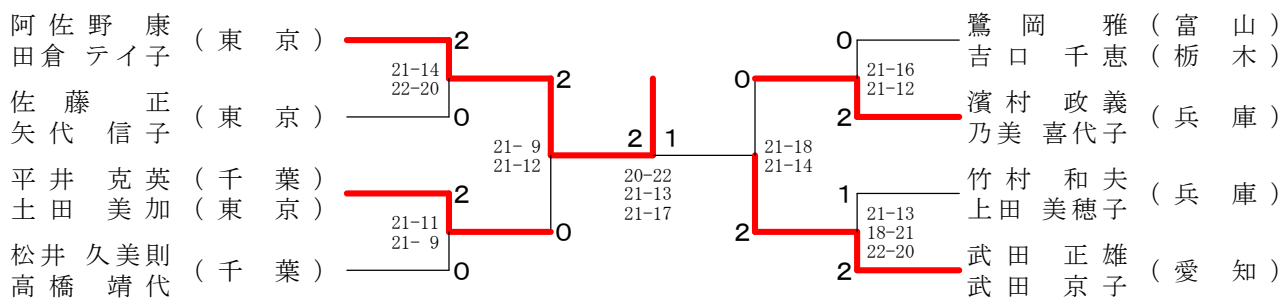 阿佐野 康
田倉 テイ子
(東 京)
2
21-14
22-20
佐藤 正
矢代 信子
(東 京)
0
2
21- 9
21-12
平井 克英 (千 葉)
土田 美加 (東 京)
2
21-11
21- 9
松井 久美則
高橋 靖代
(千 葉)
0
0
2 1
20-22
21-13
21-17
0
21-18
21-14
2
0
鷺岡 雅 (富 山)
吉口 千恵 (栃 木)
21-16
21-12
2
濱村 政義
乃美 喜代子
(兵 庫)
1
竹村 和夫
上田 美穂子
(兵 庫)
21-13
18-21
22-20
2
武田 正雄
武田 京子
(愛 知)